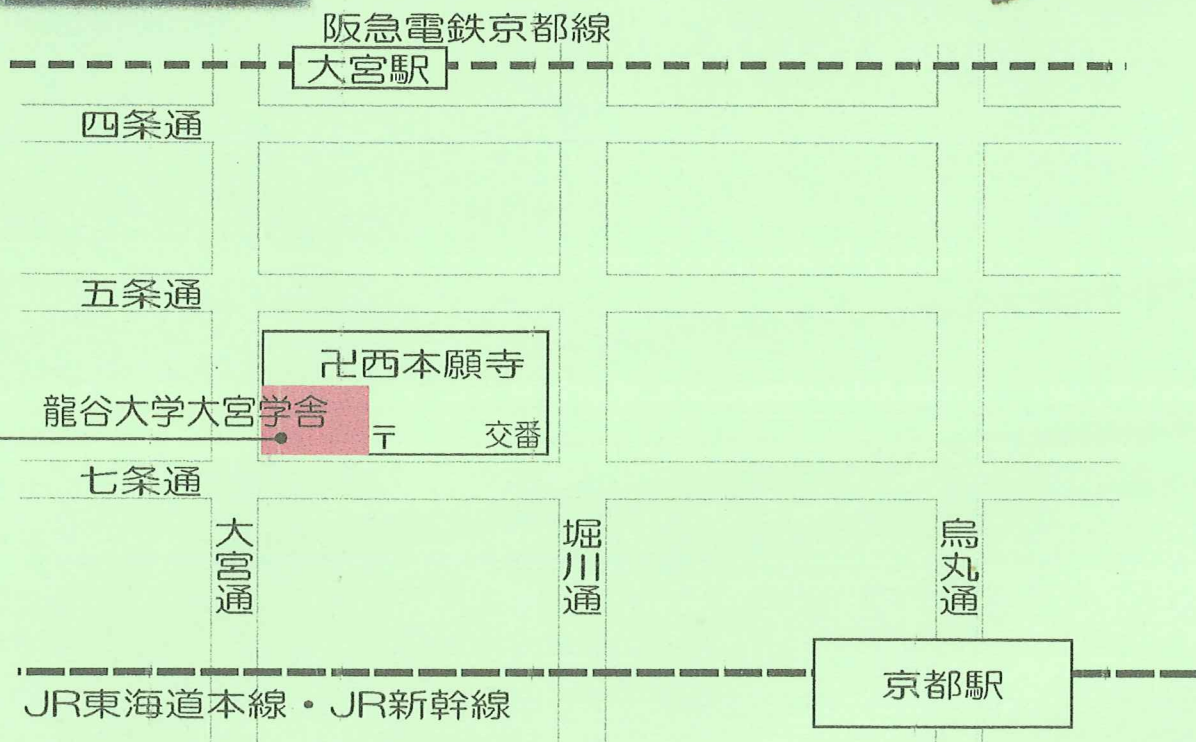 阪急電鉄京都線
大宮駅
四条通
五条通
卍西本願寺
龍谷大学大宮学舎
〒
交番
七条通
大宮通
堀川通
烏丸通
京都駅
JR東海道本線・JR新幹線